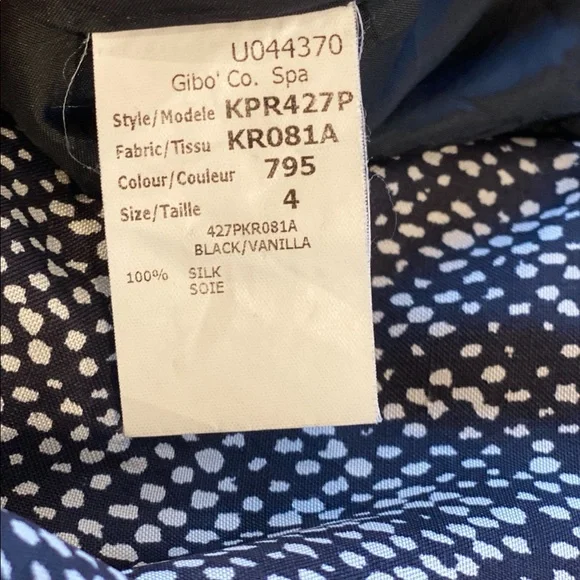 U044370
Gibo' Co. Spa
Style/Modele KPR427P
Fabric/Tissu KR081A
Colour/Couleur 795
Size/Taille 4
427PKR081A
BLACK/VANILLA
100% SILK
SOIE